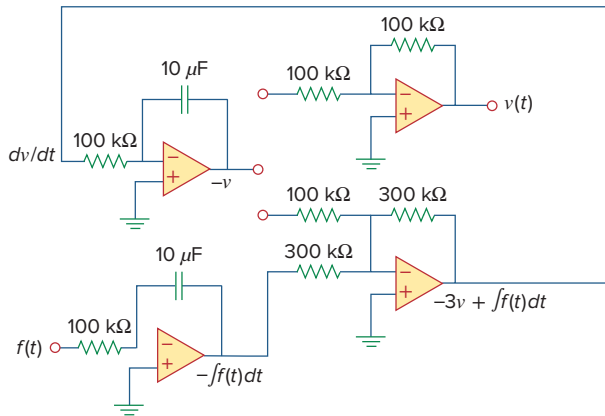 100 kΩ
10 μF
100 kΩ
v(t)
100 kΩ
dv/dt
−
+
−v
−
+
100 kΩ
300 kΩ
10 μF
300 kΩ
−
+
−3v + ∫f(t)dt
100 kΩ
f(t)
−
+
−∫f(t)dt